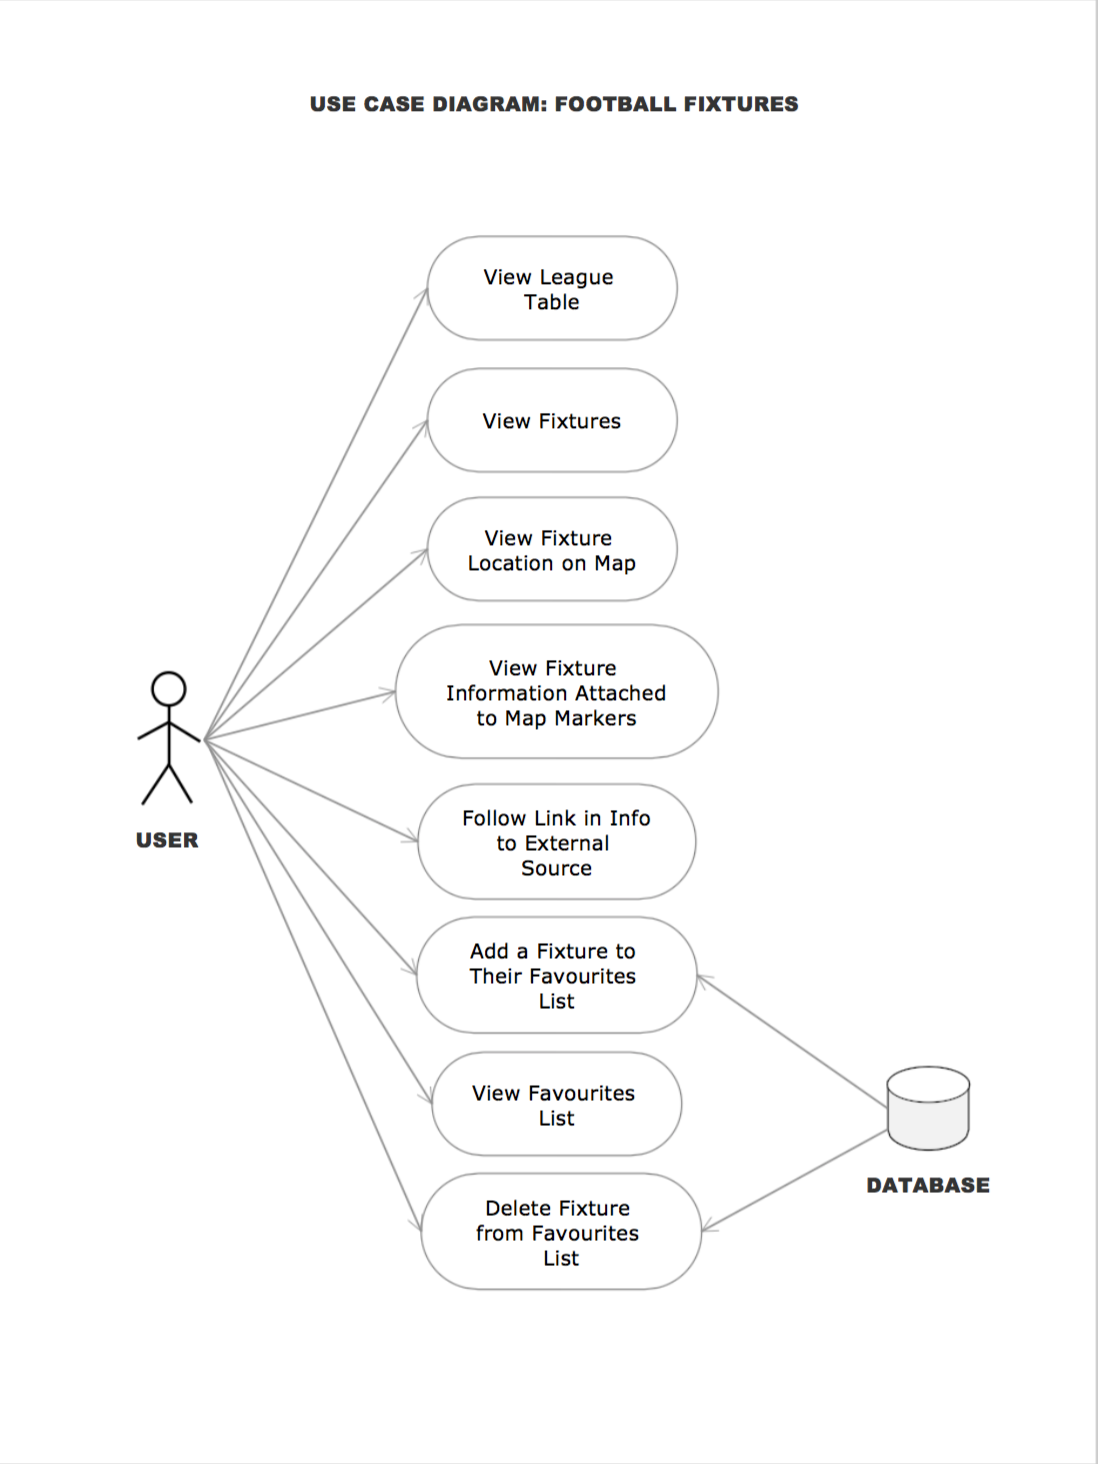 USE CASE DIAGRAM: FOOTBALL FIXTURES
View League
Table
View Fixtures
View Fixture
Location on Map
View Fixture
Information Attached
to Map Markers
USER
Follow Link in Info
to External
Source
Add a Fixture to
Their Favourites
List
View Favourites
List
DATABASE
Delete Fixture
from Favourites
List